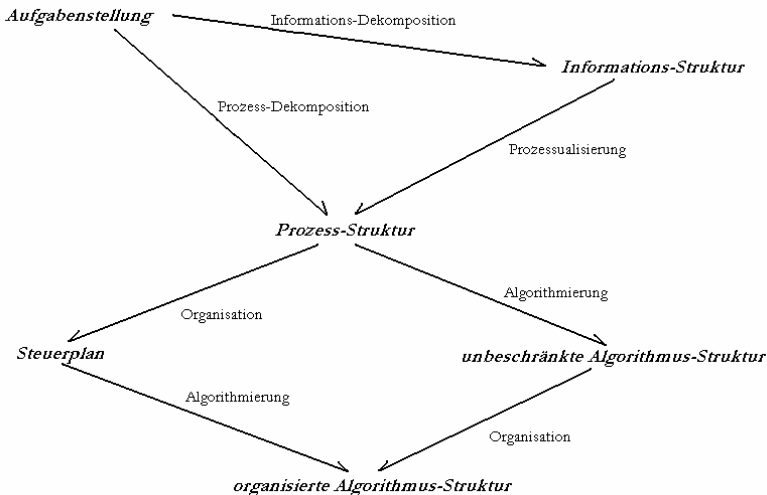 Aufgabenstellung
Informations-Dekomposition
Informations-Struktur
Prozess-Dekomposition
Prozessualisierung
Prozess-Struktur
Algorithmierung
Organisation
Steuerplan
unbeschränkte Algorithmus-Struktur
Algorithmierung
Organisation
organisierte Algorithmus-Struktur